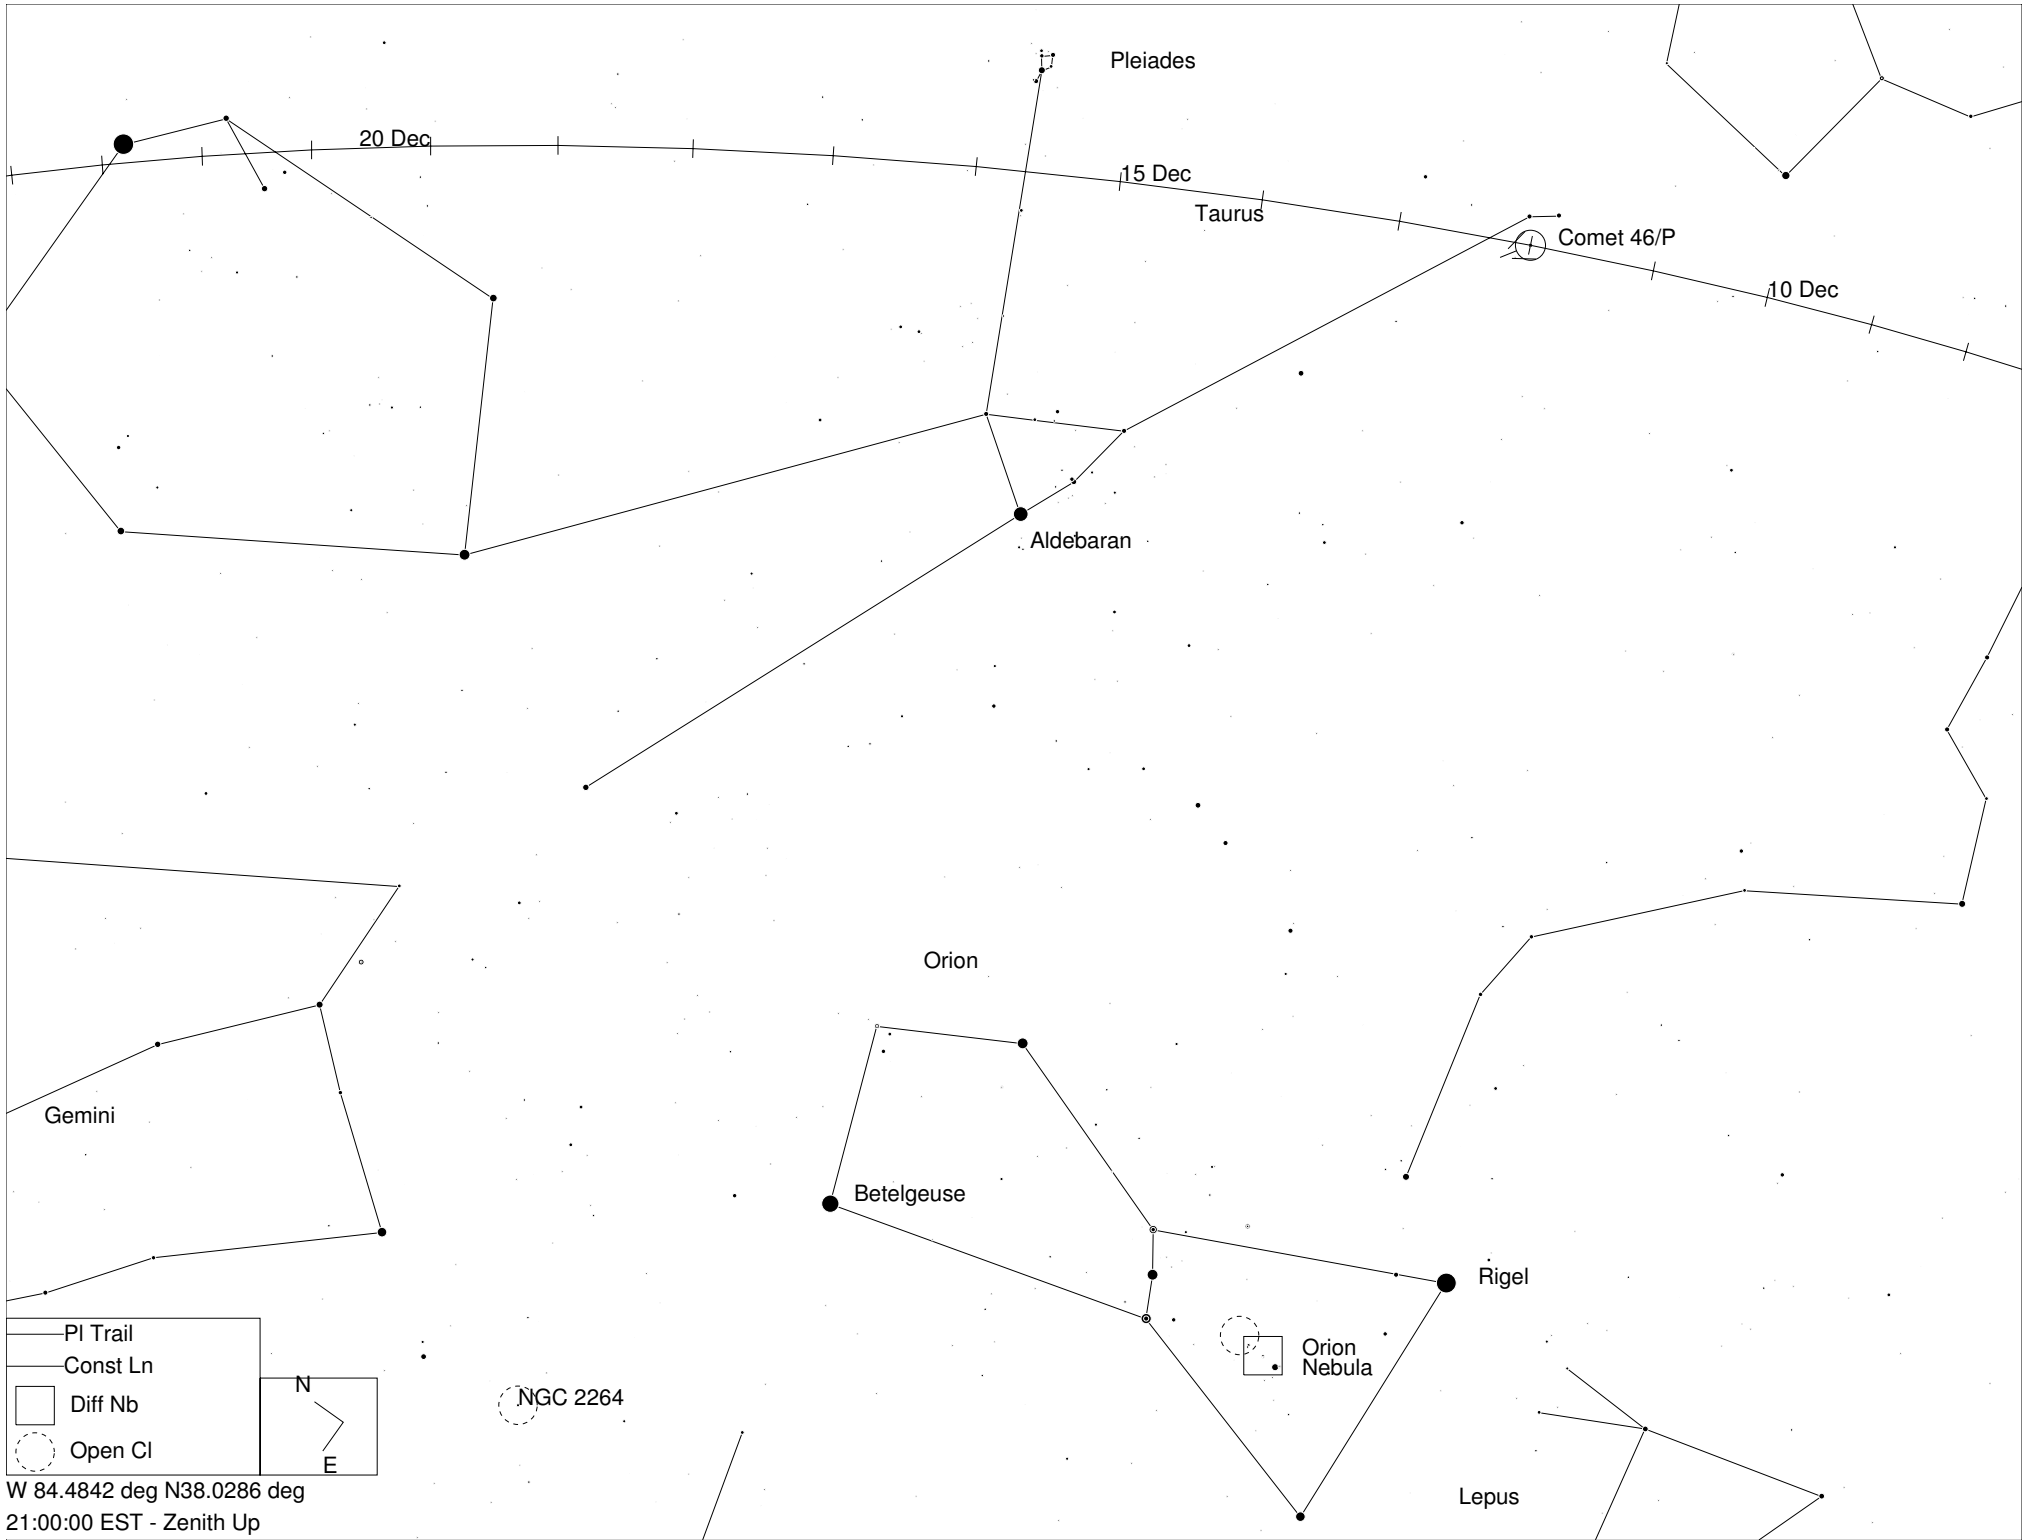 Pleiades
20 Dec
15 Dec
Taurus
Comet 46/P
10 Dec
Aldebaran
Orion
Gemini
Betelgeuse
Rigel
Orion
Nebula
NGC 2264
Lepus
Pl Trail
Const Ln
Diff Nb
Open Cl
N
E
W 84.4842 deg N38.0286 deg
21:00:00 EST - Zenith Up